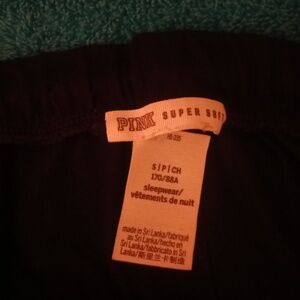 PINK SUPER SOFT
S|P|CH
170/88A
sleepwear/
vêtements de nuit
made in Sri Lanka/fabriqué
au Sri Lanka/hecho en
Sri Lanka/fabbricato in Sri
Lanka/斯里兰卡制造